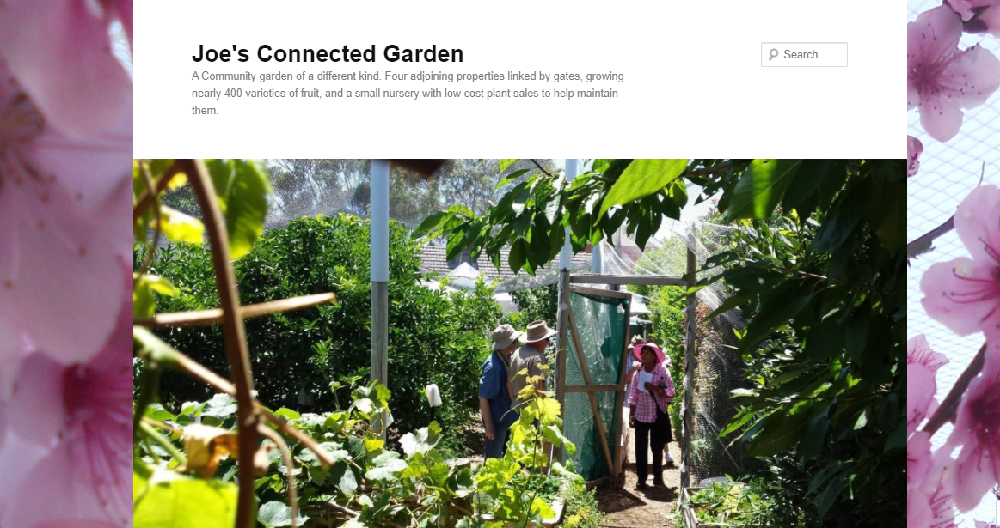 Joe's Connected Garden
Search
A Community garden of a different kind. Four adjoining properties linked by gates, growing
nearly 400 varieties of fruit, and a small nursery with low cost plant sales to help maintain
them.